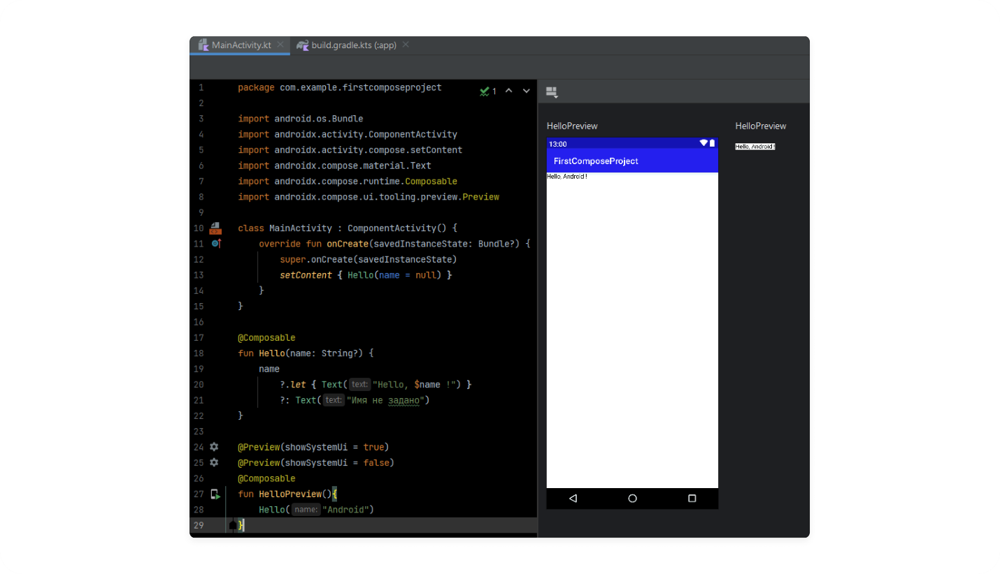 MainActivity.kt
build.gradle.kts (:app)
1 package com.example.firstcomposeproject
1
2
3 import android.os.Bundle
4 import androidx.activity.ComponentActivity
5 import androidx.activity.compose.setContent
6 import androidx.compose.material.Text
7 import androidx.compose.runtime.Composable
8 import androidx.compose.ui.tooling.preview.Preview
9
10 class MainActivity : ComponentActivity() {
11 override fun onCreate(savedInstanceState: Bundle?) {
12 super.onCreate(savedInstanceState)
13 setContent { Hello(name = null) }
14 }
15 }
16
17 @Composable
18 fun Hello(name: String?) {
19 name
20 ?.let { Text( text: "Hello, $name !") }
21 ?: Text( text: "Имя не задано")
22 }
23
24 @Preview(showSystemUi = true)
25 @Preview(showSystemUi = false)
26 @Composable
27 fun HelloPreview(){
28 Hello( name: "Android")
29 }
HelloPreview
13:00
FirstComposeProject
Hello, Android !
HelloPreview
Hello, Android !